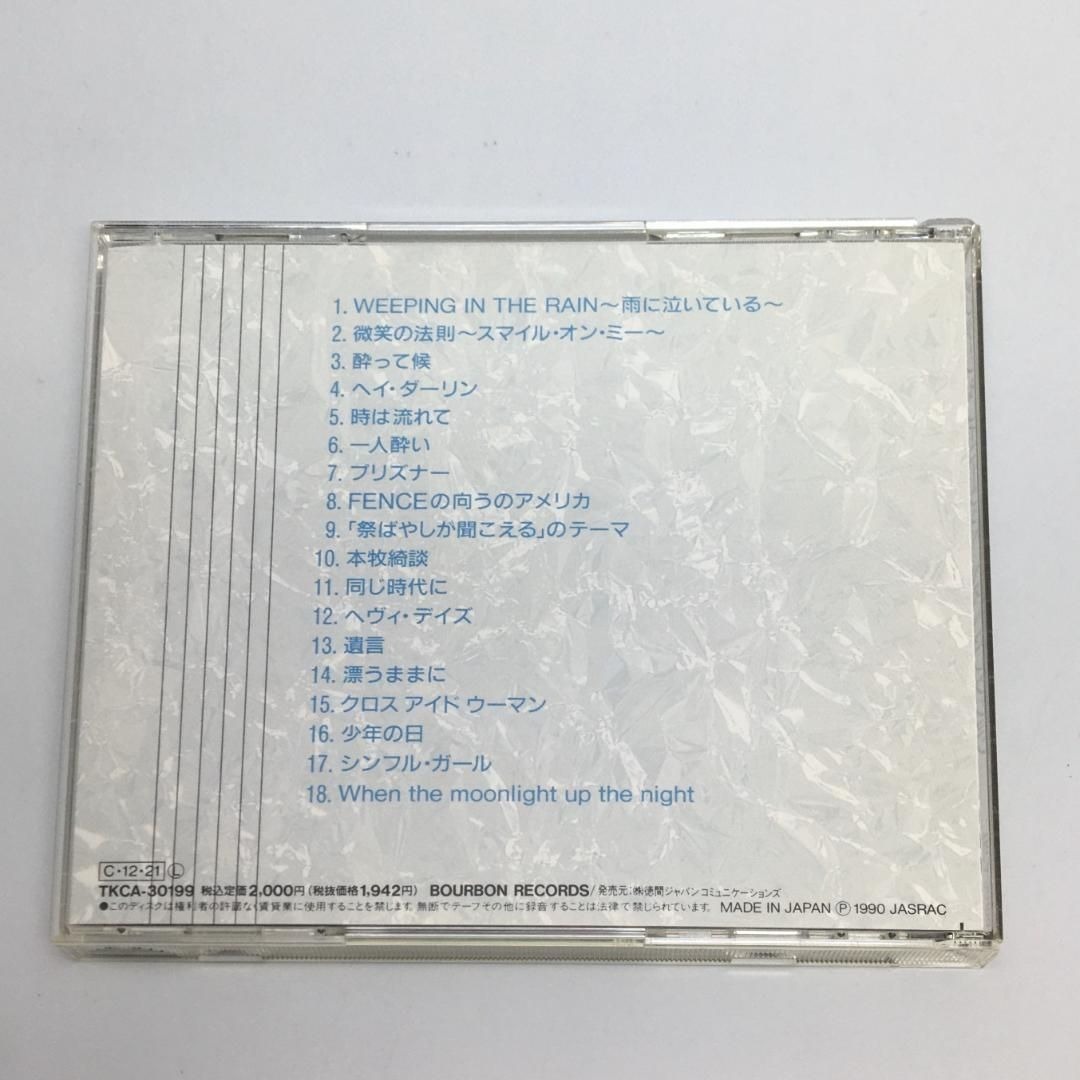 1. WEEPING IN THE RAIN～雨に泣いている～
2. 微笑の法則～スマイル・オン・ミー～
3. 酔って候
4. ヘイ・ダーリン
5. 時は流れて
6. 一人酔い
7. プリズナー
8. FENCEの向うのアメリカ
9. 「祭ばやしが聞こえる」のテーマ
10. 本牧綺談
11. 同じ時代に
12. ヘヴィ・デイズ
13. 遺言
14. 漂うままに
15. クロス アイド ウーマン
16. 少年の日
17. シンフル・ガール
18. When the moonlight up the night
C・12・21 L
TKCA-30199 税込定価2,000円(税抜価格1,942円) BOURBON RECORDS/発売元:㈱徳間ジャパンコミュニケーションズ
●このディスクは権利者の許諾なく賃貸業に使用することを禁じます。無断でテープその他に録音することは法律で禁じられています。 MADE IN JAPAN Ⓟ 1990 JASRAC